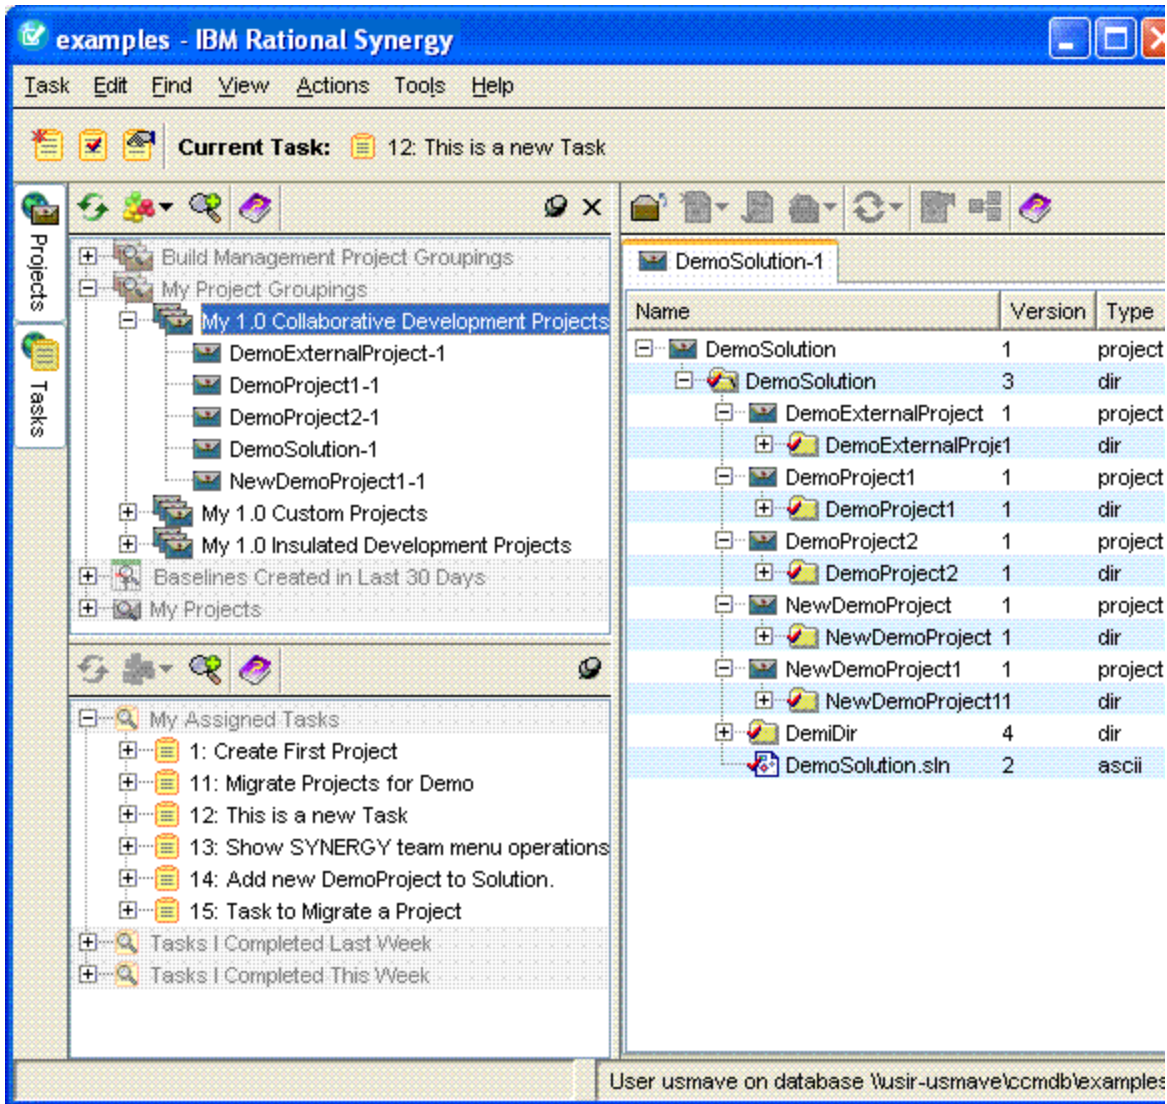 examples - IBM Rational Synergy
Task Edit Find View Actions Tools Help
Current Task: 12: This is a new Task
Projects
Tasks
Build Management Project Groupings
My Project Groupings
My 1.0 Collaborative Development Projects
DemoExternalProject-1
DemoProject1-1
DemoProject2-1
DemoSolution-1
NewDemoProject1-1
My 1.0 Custom Projects
My 1.0 Insulated Development Projects
Baselines Created in Last 30 Days
My Projects
My Assigned Tasks
1: Create First Project
11: Migrate Projects for Demo
12: This is a new Task
13: Show SYNERGY team menu operations
14: Add new DemoProject to Solution.
15: Task to Migrate a Project
Tasks I Completed Last Week
Tasks I Completed This Week
DemoSolution-1
Name Version Type
DemoSolution 1 project
DemoSolution 3 dir
DemoExternalProject 1 project
DemoExternalProje 1 dir
DemoProject1 1 project
DemoProject1 1 dir
DemoProject2 1 project
DemoProject2 1 dir
NewDemoProject 1 project
NewDemoProject 1 dir
NewDemoProject1 1 project
NewDemoProject1 1 dir
DemiDir 4 dir
DemoSolution.sln 2 ascii
User usmave on database \\usir-usmave\ccmdb\examples